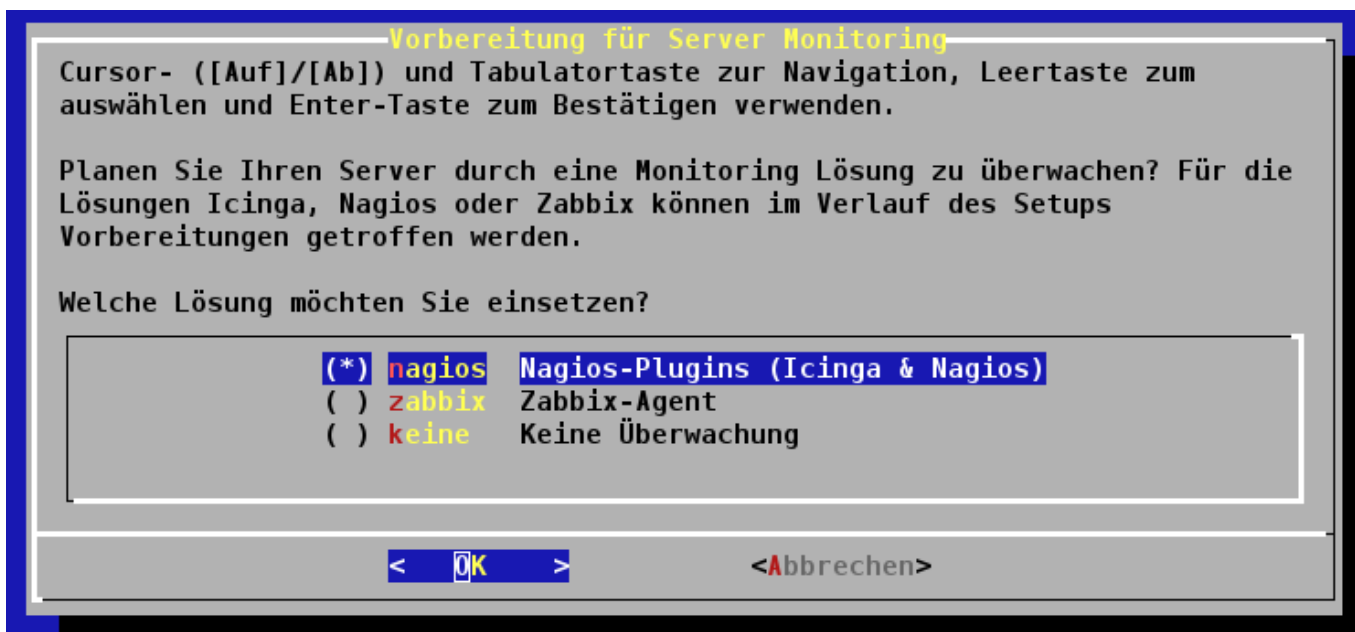 Vorbereitung für Server Monitoring
Cursor- ([Auf]/[Ab]) und Tabulatortaste zur Navigation, Leertaste zum
auswählen und Enter-Taste zum Bestätigen verwenden.
Planen Sie Ihren Server durch eine Monitoring Lösung zu überwachen? Für die
Lösungen Icinga, Nagios oder Zabbix können im Verlauf des Setups
Vorbereitungen getroffen werden.
Welche Lösung möchten Sie einsetzen?
(*) nagios Nagios-Plugins (Icinga & Nagios)
( ) zabbix Zabbix-Agent
( ) keine Keine Überwachung
< OK > <Abbrechen>